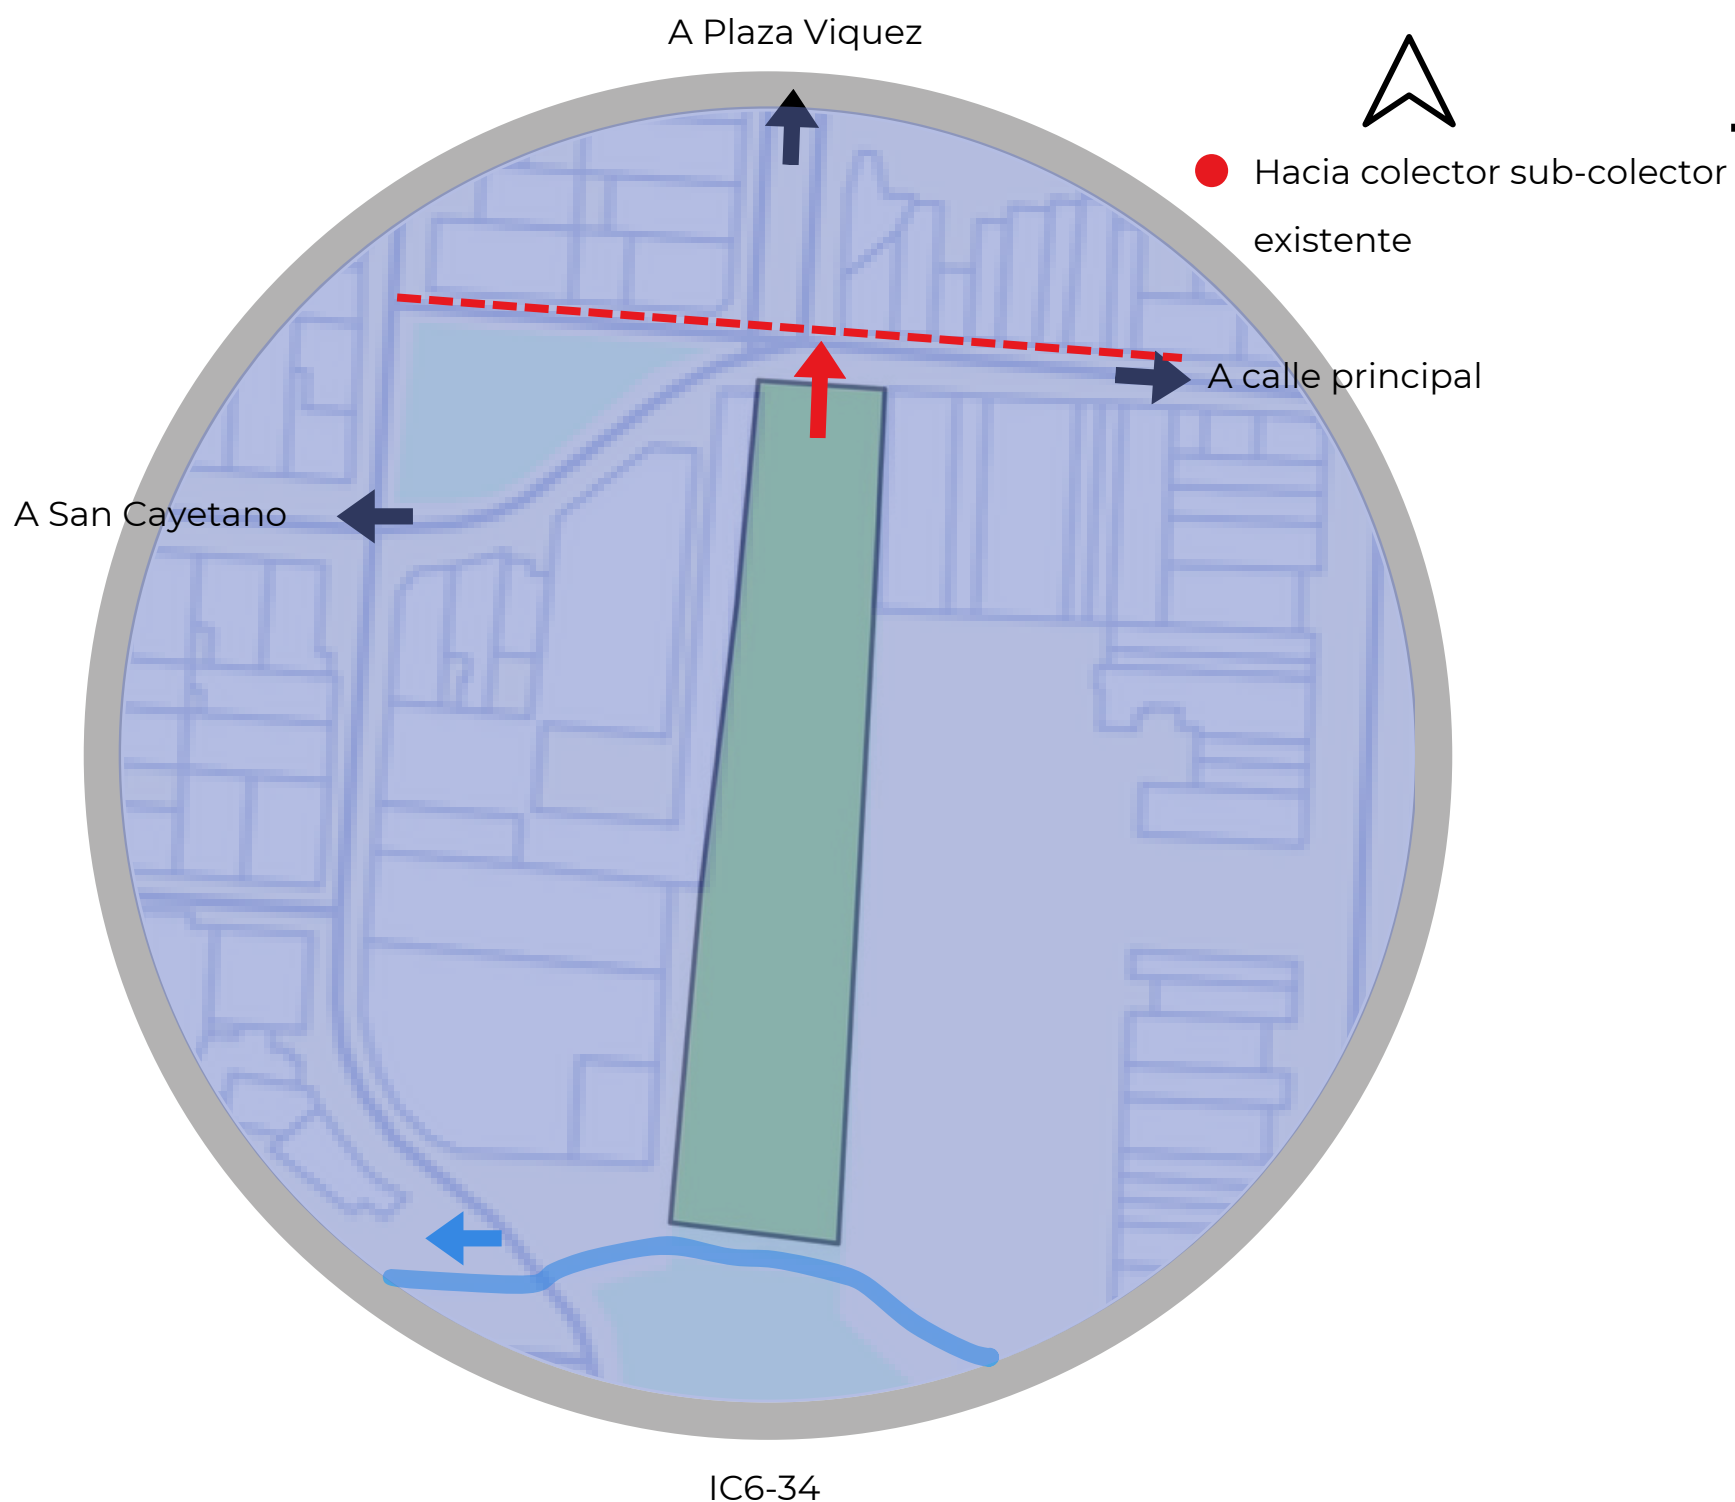 A Plaza Viquez
Hacia colector sub-colector
existente
A calle principal
A San Cayetano
IC6-34